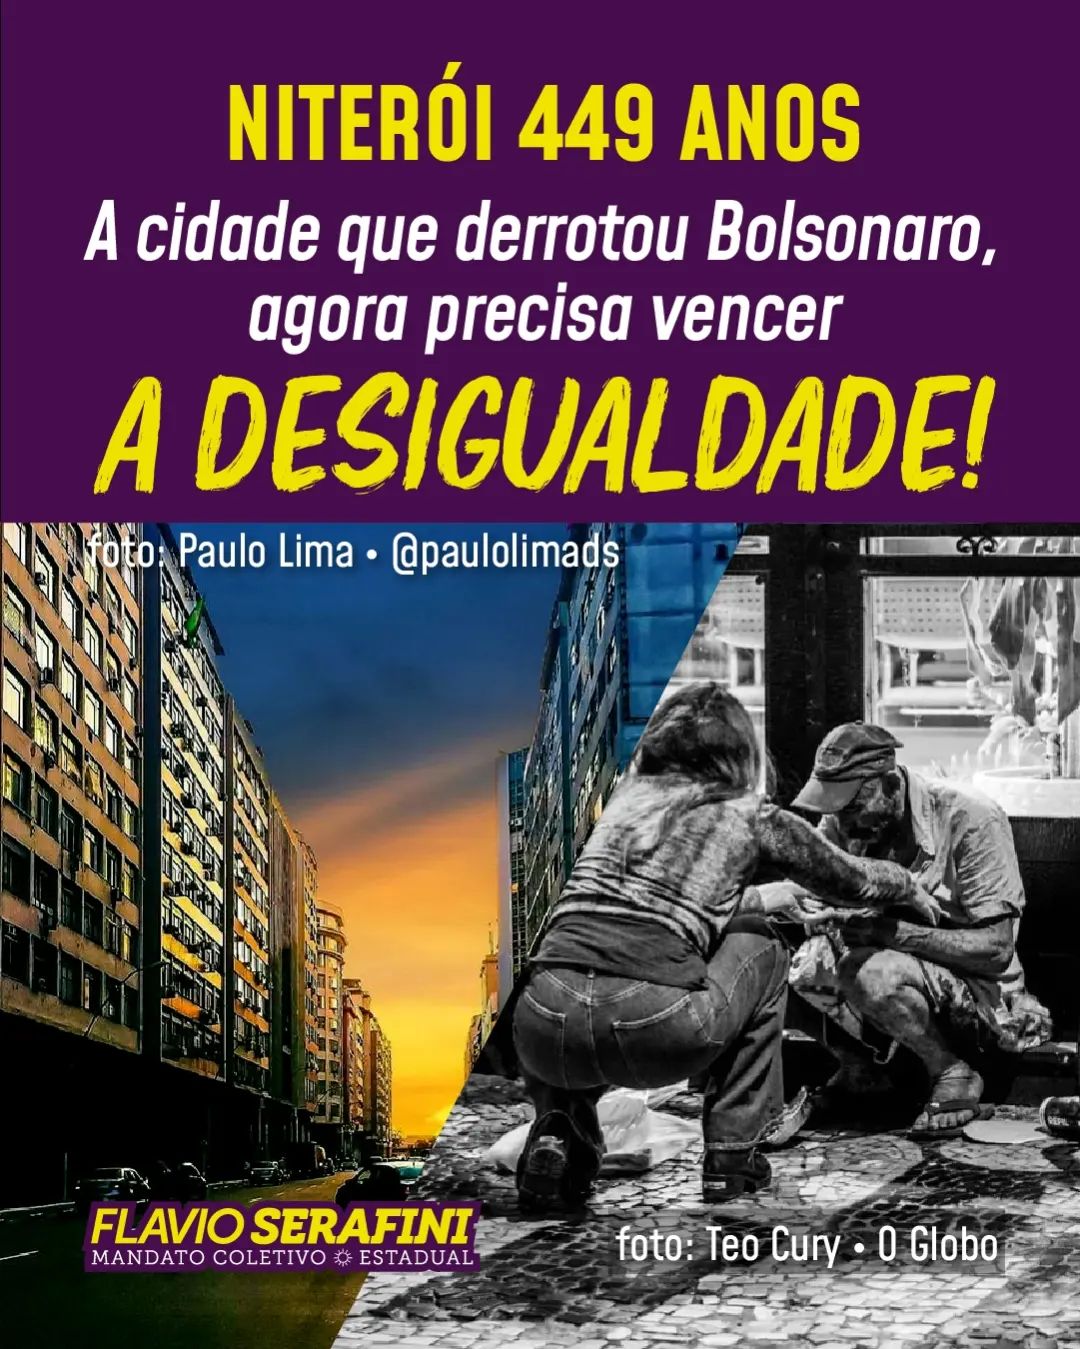 NITERÓI 449 ANOS
A cidade que derrotou Bolsonaro,
agora precisa vencer
A DESIGUALDADE!
foto: Paulo Lima • @paulolimads
FLAVIO SERAFINI
MANDATO COLETIVO ☼ ESTADUAL
foto: Teo Cury • O Globo